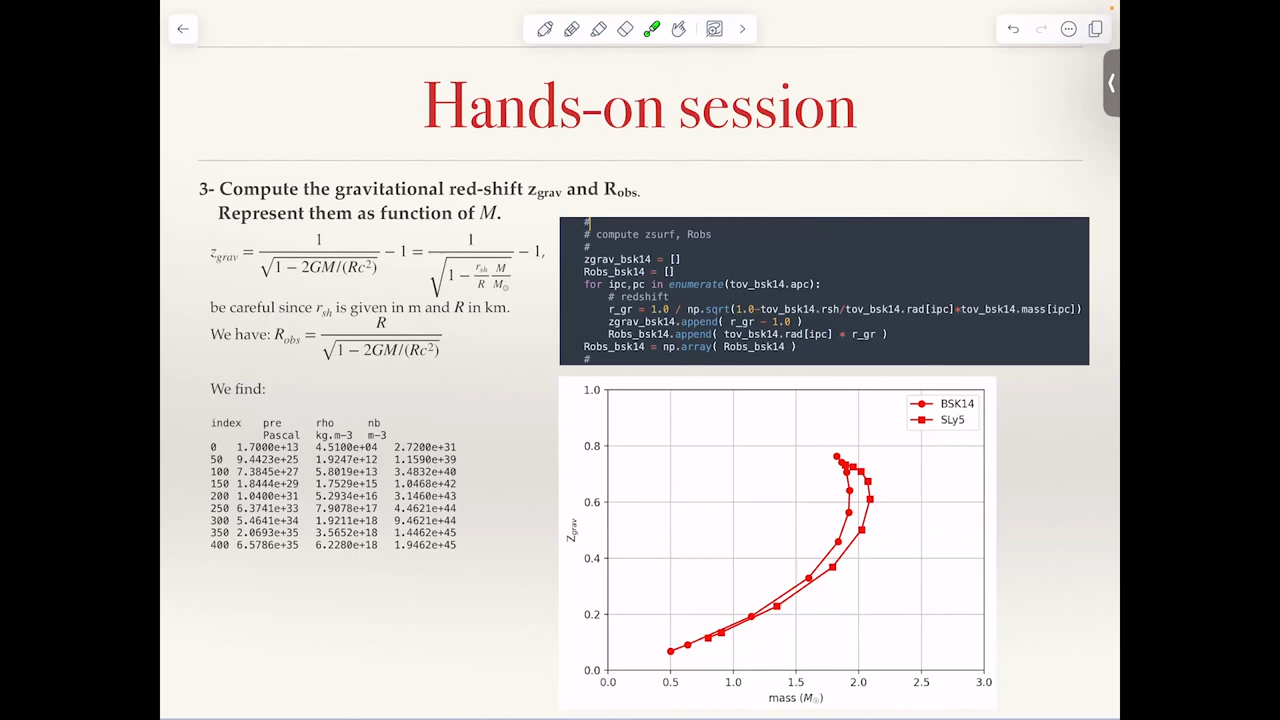 Hands-on session
3- Compute the gravitational red-shift z_grav and R_obs.
Represent them as function of M.
z_grav = 1 / √(1 − 2GM/(Rc²)) − 1 = 1 / √(1 − r_sh/R M/M⊙) − 1,
be careful since r_sh is given in m and R in km.
We have: R_obs = R / √(1 − 2GM/(Rc²))
We find:
index pre rho nb
Pascal kg.m-3 m-3
0 1.7000e+13 4.5100e+04 2.7200e+31
50 9.4423e+25 1.9247e+12 1.1590e+39
100 7.3845e+27 5.8019e+13 3.4832e+40
150 1.8444e+29 1.7529e+15 1.0468e+42
200 1.0400e+31 5.2934e+16 3.1460e+43
250 6.3741e+33 7.9078e+17 4.4621e+44
300 5.4641e+34 1.9211e+18 9.4621e+44
350 2.0693e+35 3.5652e+18 1.4462e+45
400 6.5786e+35 6.2280e+18 1.9462e+45
#
# compute zsurf, Robs
#
zgrav_bsk14 = []
Robs_bsk14 = []
for ipc,pc in enumerate(tov_bsk14.apc):
# redshift
r_gr = 1.0 / np.sqrt(1.0-tov_bsk14.rsh/tov_bsk14.rad[ipc]*tov_bsk14.mass[ipc])
zgrav_bsk14.append( r_gr - 1.0 )
Robs_bsk14.append( tov_bsk14.rad[ipc] * r_gr )
Robs_bsk14 = np.array( Robs_bsk14 )
#
BSK14
SLy5
1.0
0.8
0.6
0.4
0.2
0.0
Z_grav
0.0 0.5 1.0 1.5 2.0 2.5 3.0
mass (M⊙)